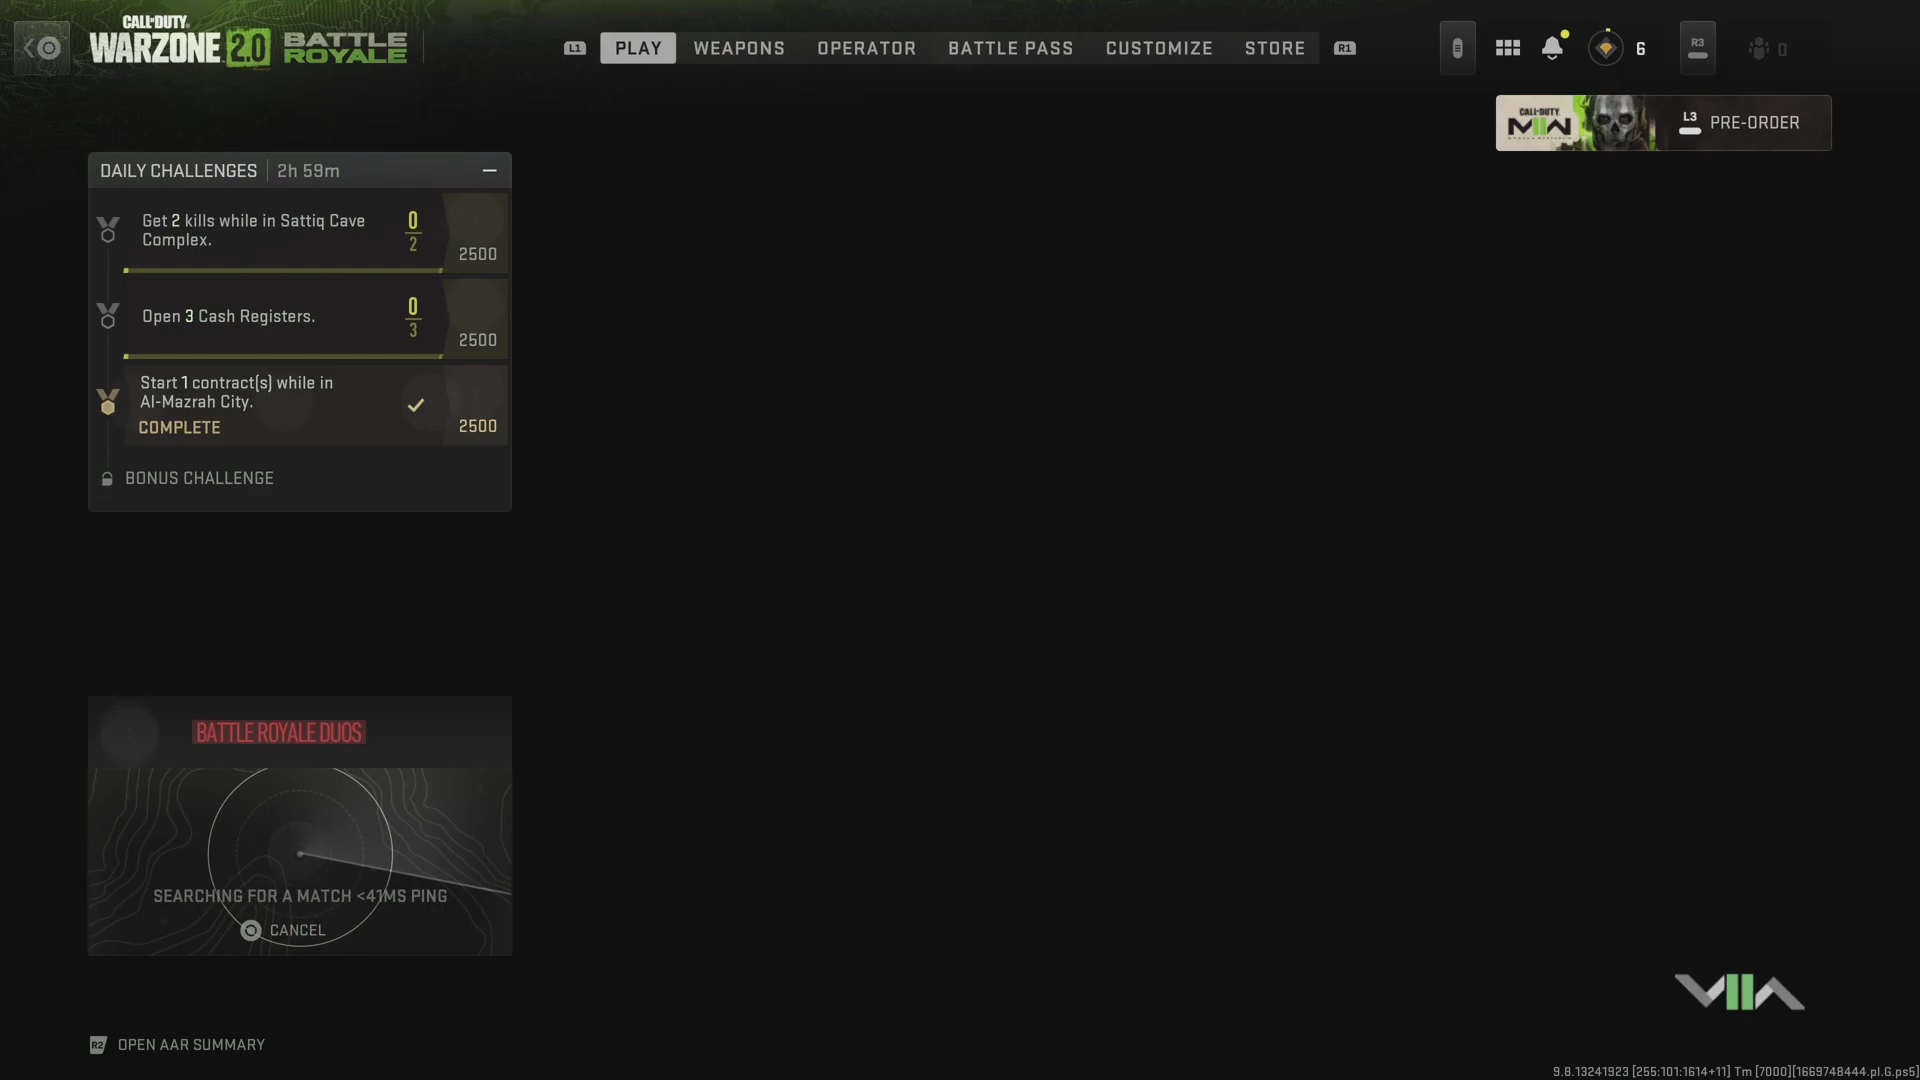 CALL OF DUTY
WARZONE 2.0 BATTLE ROYALE
L1 PLAY WEAPONS OPERATOR BATTLE PASS CUSTOMIZE STORE R1
6
R3
0
CALL OF DUTY
MWII
L3 PRE-ORDER
DAILY CHALLENGES 2h 59m
Get 2 kills while in Sattiq Cave
Complex.
0
2
2500
Open 3 Cash Registers.
0
3
2500
Start 1 contract(s) while in
Al-Mazrah City.
COMPLETE
2500
BONUS CHALLENGE
BATTLE ROYALE DUOS
SEARCHING FOR A MATCH <41MS PING
CANCEL
R2 OPEN AAR SUMMARY
9.8.13241923 [255:101:1614+11] Tm [7000][1669748444.pl.G.ps5]